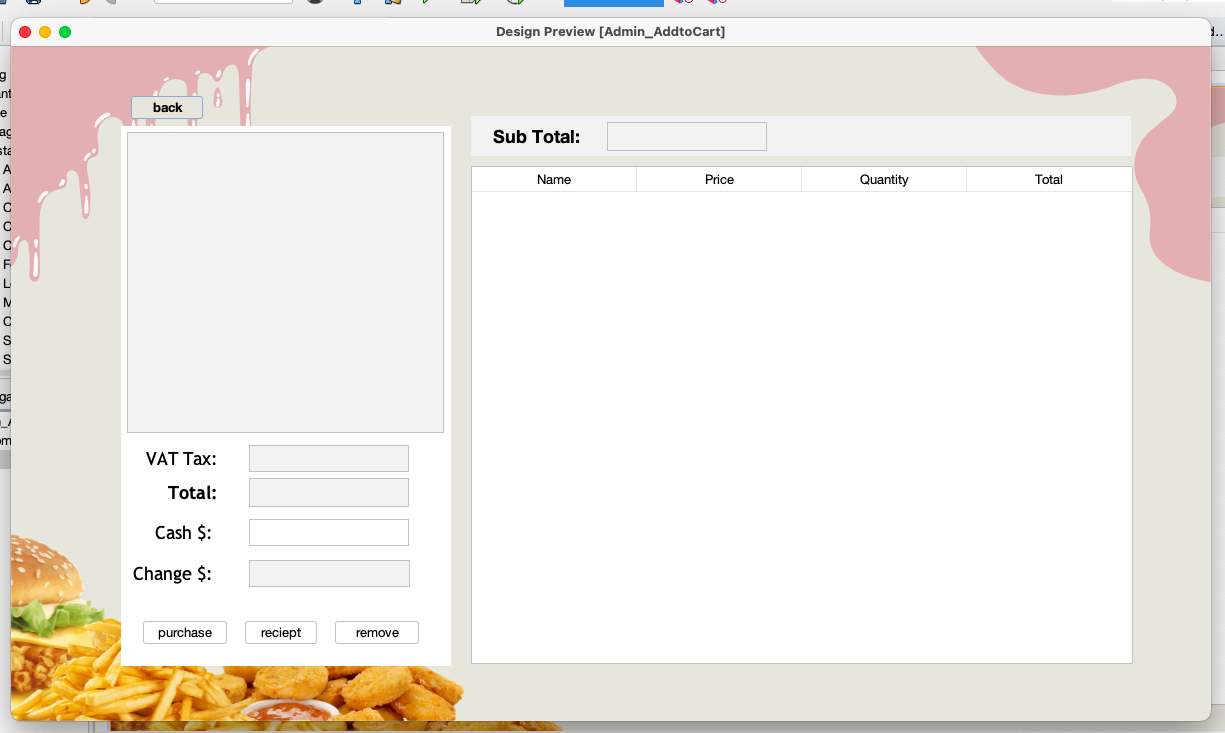 Design Preview [Admin_AddtoCart]
back
Sub Total:
Name Price Quantity Total
VAT Tax:
Total:
Cash $:
Change $:
purchase reciept remove